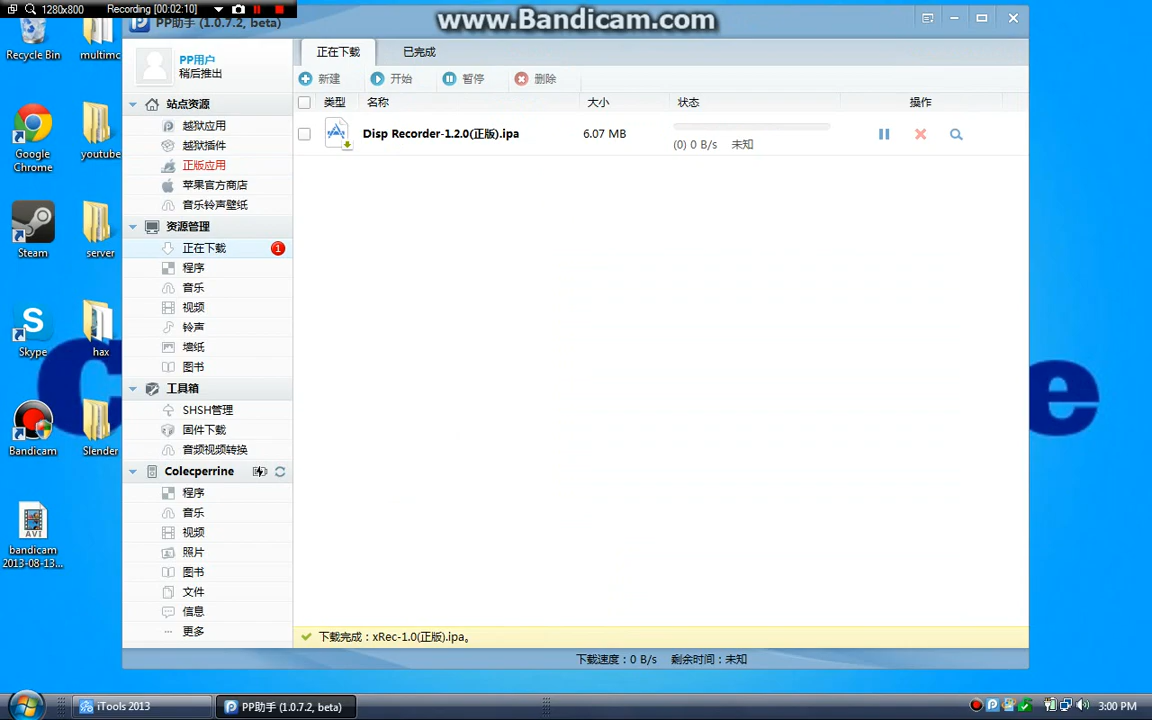 1280x800 Recording [00:02:10]
www.Bandicam.com
PP助手 (1.0.7.2, beta)
Recycle Bin
multimc
Google Chrome
youtube
Steam
server
Skype
hax
Bandicam
Slender
bandicam
2013-08-13...
PP用户
稍后推出
站点资源
越狱应用
越狱插件
正版应用
苹果官方商店
音乐铃声壁纸
资源管理
正在下载 1
程序
音乐
视频
铃声
墙纸
图书
工具箱
SHSH管理
固件下载
音频视频转换
Colecperrine
程序
音乐
视频
照片
图书
文件
信息
更多
正在下载 已完成
新建 开始 暂停 删除
类型 名称 大小 状态 操作
Disp Recorder-1.2.0(正版).ipa 6.07 MB
(0) 0 B/s 未知
下载完成：xRec-1.0(正版).ipa。
下载速度：0 B/s 剩余时间：未知
C e
iTools 2013 PP助手 (1.0.7.2, beta) 3:00 PM